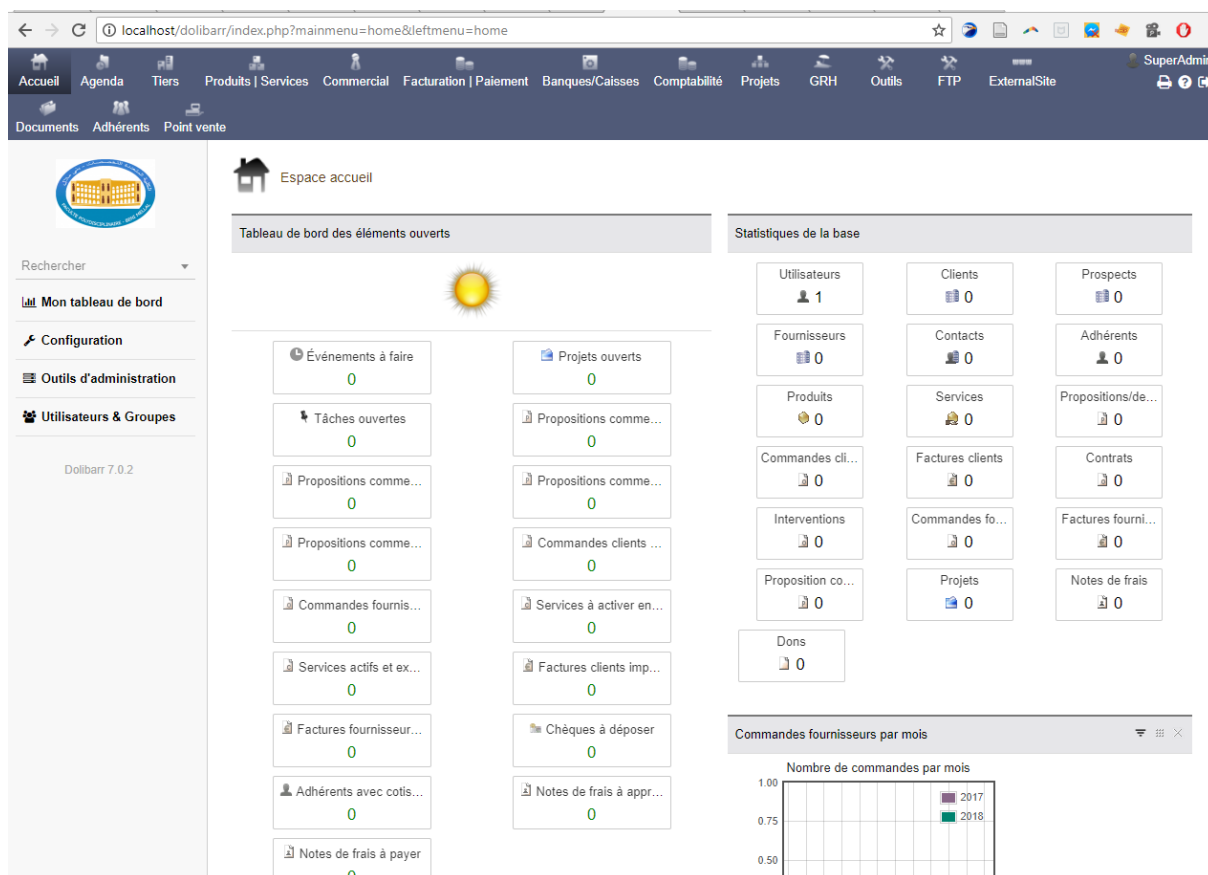 localhost/dolibarr/index.php?mainmenu=home&leftmenu=home
Accueil Agenda Tiers Produits | Services Commercial Facturation | Paiement Banques/Caisses Comptabilité Projets GRH Outils FTP ExternalSite SuperAdmin
Documents Adhérents Point vente
Rechercher
Mon tableau de bord
Configuration
Outils d'administration
Utilisateurs & Groupes
Dolibarr 7.0.2
Espace accueil
Tableau de bord des éléments ouverts
Événements à faire
0
Projets ouverts
0
Tâches ouvertes
0
Propositions comme...
0
Propositions comme...
0
Propositions comme...
0
Propositions comme...
0
Commandes clients ...
0
Commandes fournis...
0
Services à activer en...
0
Services actifs et ex...
0
Factures clients imp...
0
Factures fournisseur...
0
Chèques à déposer
0
Adhérents avec cotis...
0
Notes de frais à appr...
0
Notes de frais à payer
0
Statistiques de la base
Utilisateurs
1
Clients
0
Prospects
0
Fournisseurs
0
Contacts
0
Adhérents
0
Produits
0
Services
0
Propositions/de...
0
Commandes cli...
0
Factures clients
0
Contrats
0
Interventions
0
Commandes fo...
0
Factures fourni...
0
Proposition co...
0
Projets
0
Notes de frais
0
Dons
0
Commandes fournisseurs par mois
Nombre de commandes par mois
1.00
2017
2018
0.75
0.50